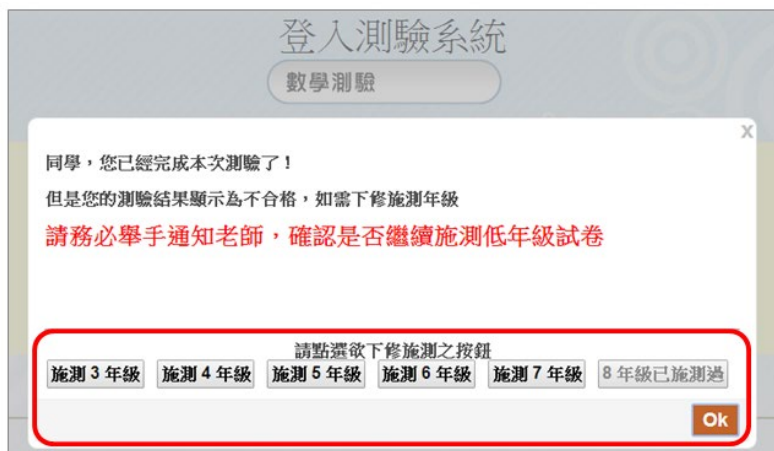 登入測驗系統
數學測驗
X
同學，您已經完成本次測驗了！
但是您的測驗結果顯示為不合格，如需下修施測年級
請務必舉手通知老師，確認是否繼續施測低年級試卷
請點選欲下修施測之按鈕
施測 3 年級 施測 4 年級 施測 5 年級 施測 6 年級 施測 7 年級 8 年級已施測過
Ok